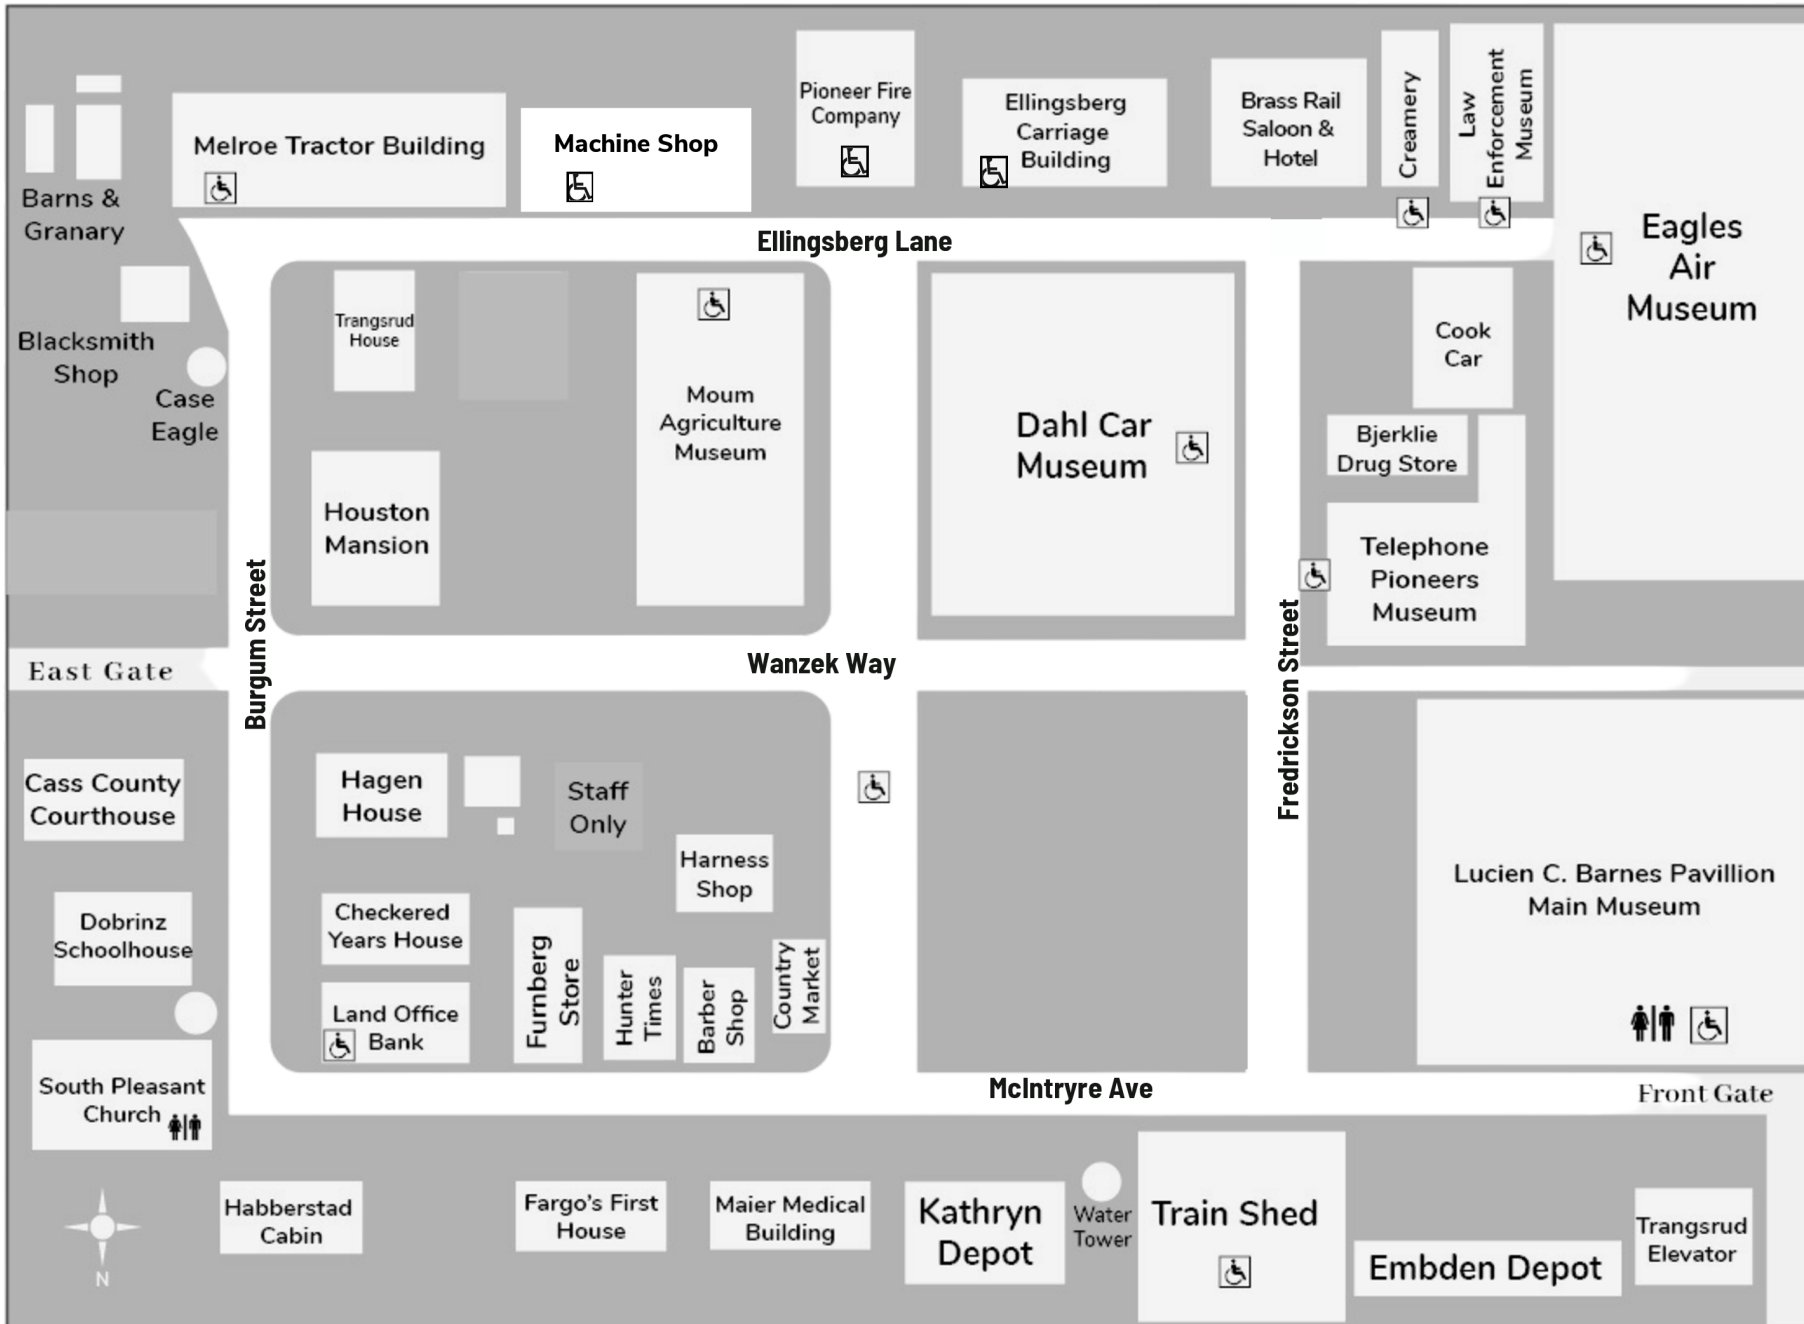 Pioneer Fire
Company
Ellingsberg
Carriage
Building
Brass Rail
Saloon &
Hotel
Creamery
Law
Enforcement
Museum
Melroe Tractor Building
Machine Shop
Barns &
Granary
Ellingsberg Lane
Eagles
Air
Museum
Blacksmith
Shop
Case
Eagle
Trangsrud
House
Moum
Agriculture
Museum
Dahl Car
Museum
Cook
Car
Bjerklie
Drug Store
Houston
Mansion
Telephone
Pioneers
Museum
East Gate
Burgum Street
Wanzek Way
Fredrickson Street
Cass County
Courthouse
Hagen
House
Staff
Only
Harness
Shop
Lucien C. Barnes Pavillion
Main Museum
Dobrinz
Schoolhouse
Checkered
Years House
Land Office
Bank
Furnberg
Store
Hunter
Times
Barber
Shop
Country
Market
South Pleasant
Church
McIntryre Ave
Front Gate
N
Habberstad
Cabin
Fargo's First
House
Maier Medical
Building
Kathryn
Depot
Water
Tower
Train Shed
Embden Depot
Trangsrud
Elevator